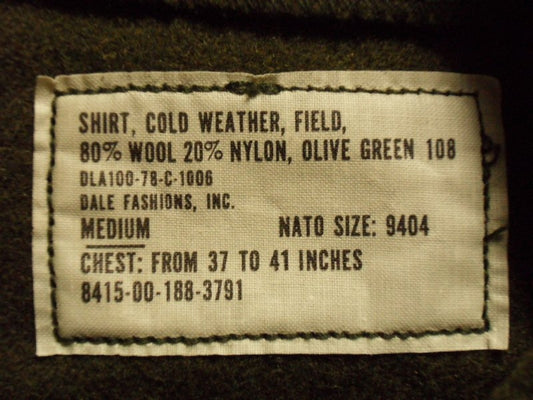 SHIRT, COLD WEATHER, FIELD,
80% WOOL 20% NYLON, OLIVE GREEN 108
DLA100-78-C-1006
DALE FASHIONS, INC.
MEDIUM NATO SIZE: 9404
CHEST: FROM 37 TO 41 INCHES
8415-00-188-3791